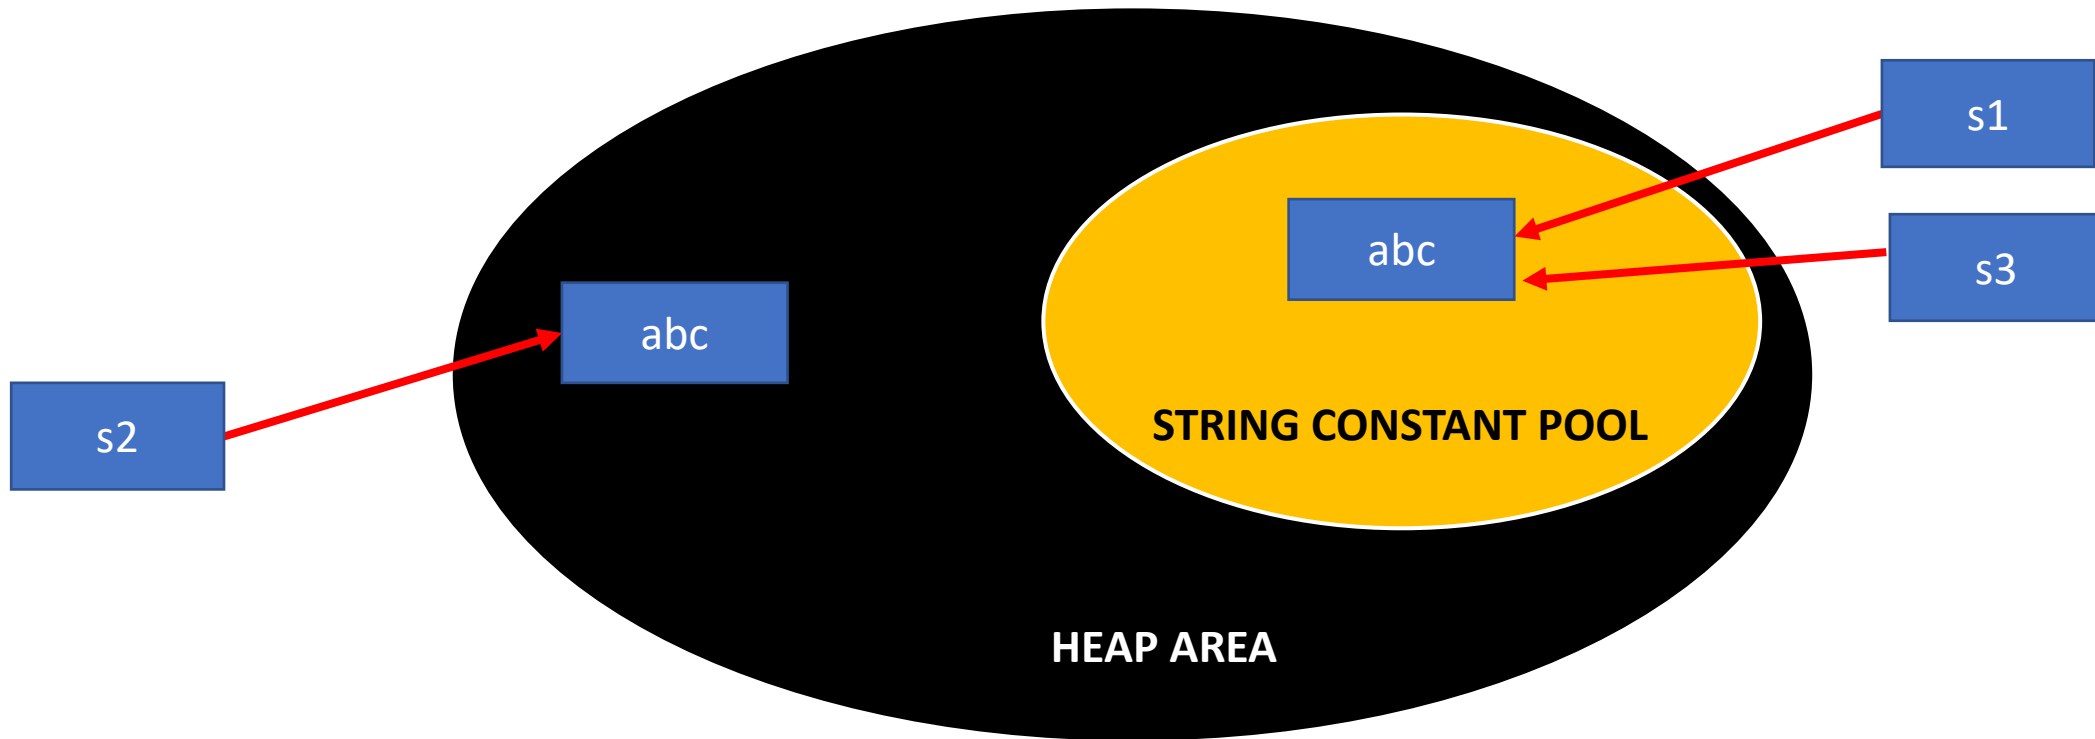 s1
abc
s3
abc
s2
STRING CONSTANT POOL
HEAP AREA